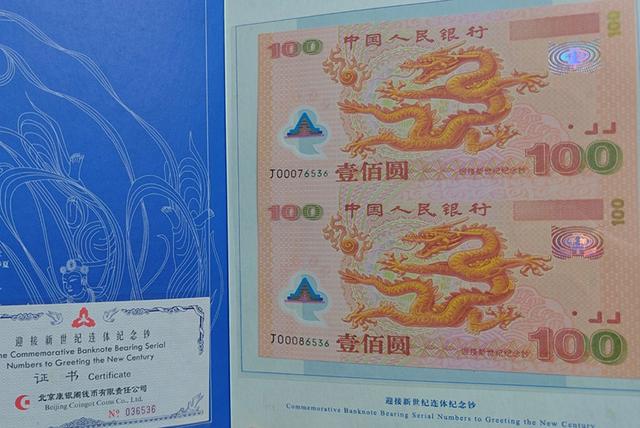 100
中国人民银行
100
J00076536
壹佰圆
迎接新世纪纪念钞
100
100
中国人民银行
100
J00086536
壹佰圆
迎接新世纪纪念钞
100
迎接新世纪连体纪念钞
Commemorative Banknote Bearing Serial Numbers to Greeting the New Century
迎接新世纪连体纪念钞
he Commemorative Banknote Bearing Serial
Numbers to Greeting the New Century
证书 Certificate
北京康银阁钱币有限责任公司
Beijing Coinget Coins Co., Ltd.
No 036536